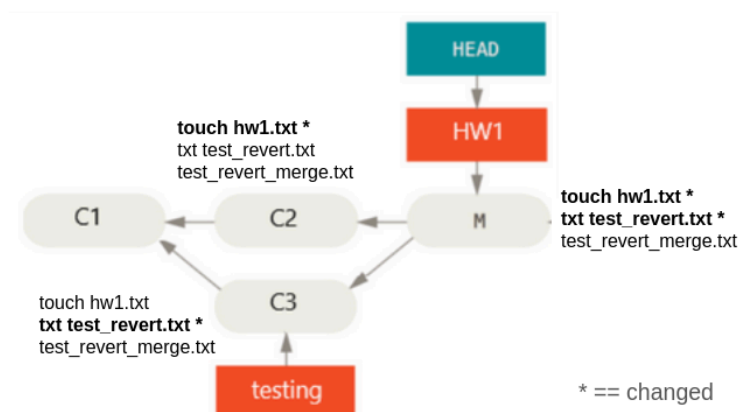 HEAD
HW1
touch hw1.txt *
txt test_revert.txt
test_revert_merge.txt
C1
C2
M
touch hw1.txt *
txt test_revert.txt *
test_revert_merge.txt
C3
touch hw1.txt
txt test_revert.txt *
test_revert_merge.txt
testing
* == changed